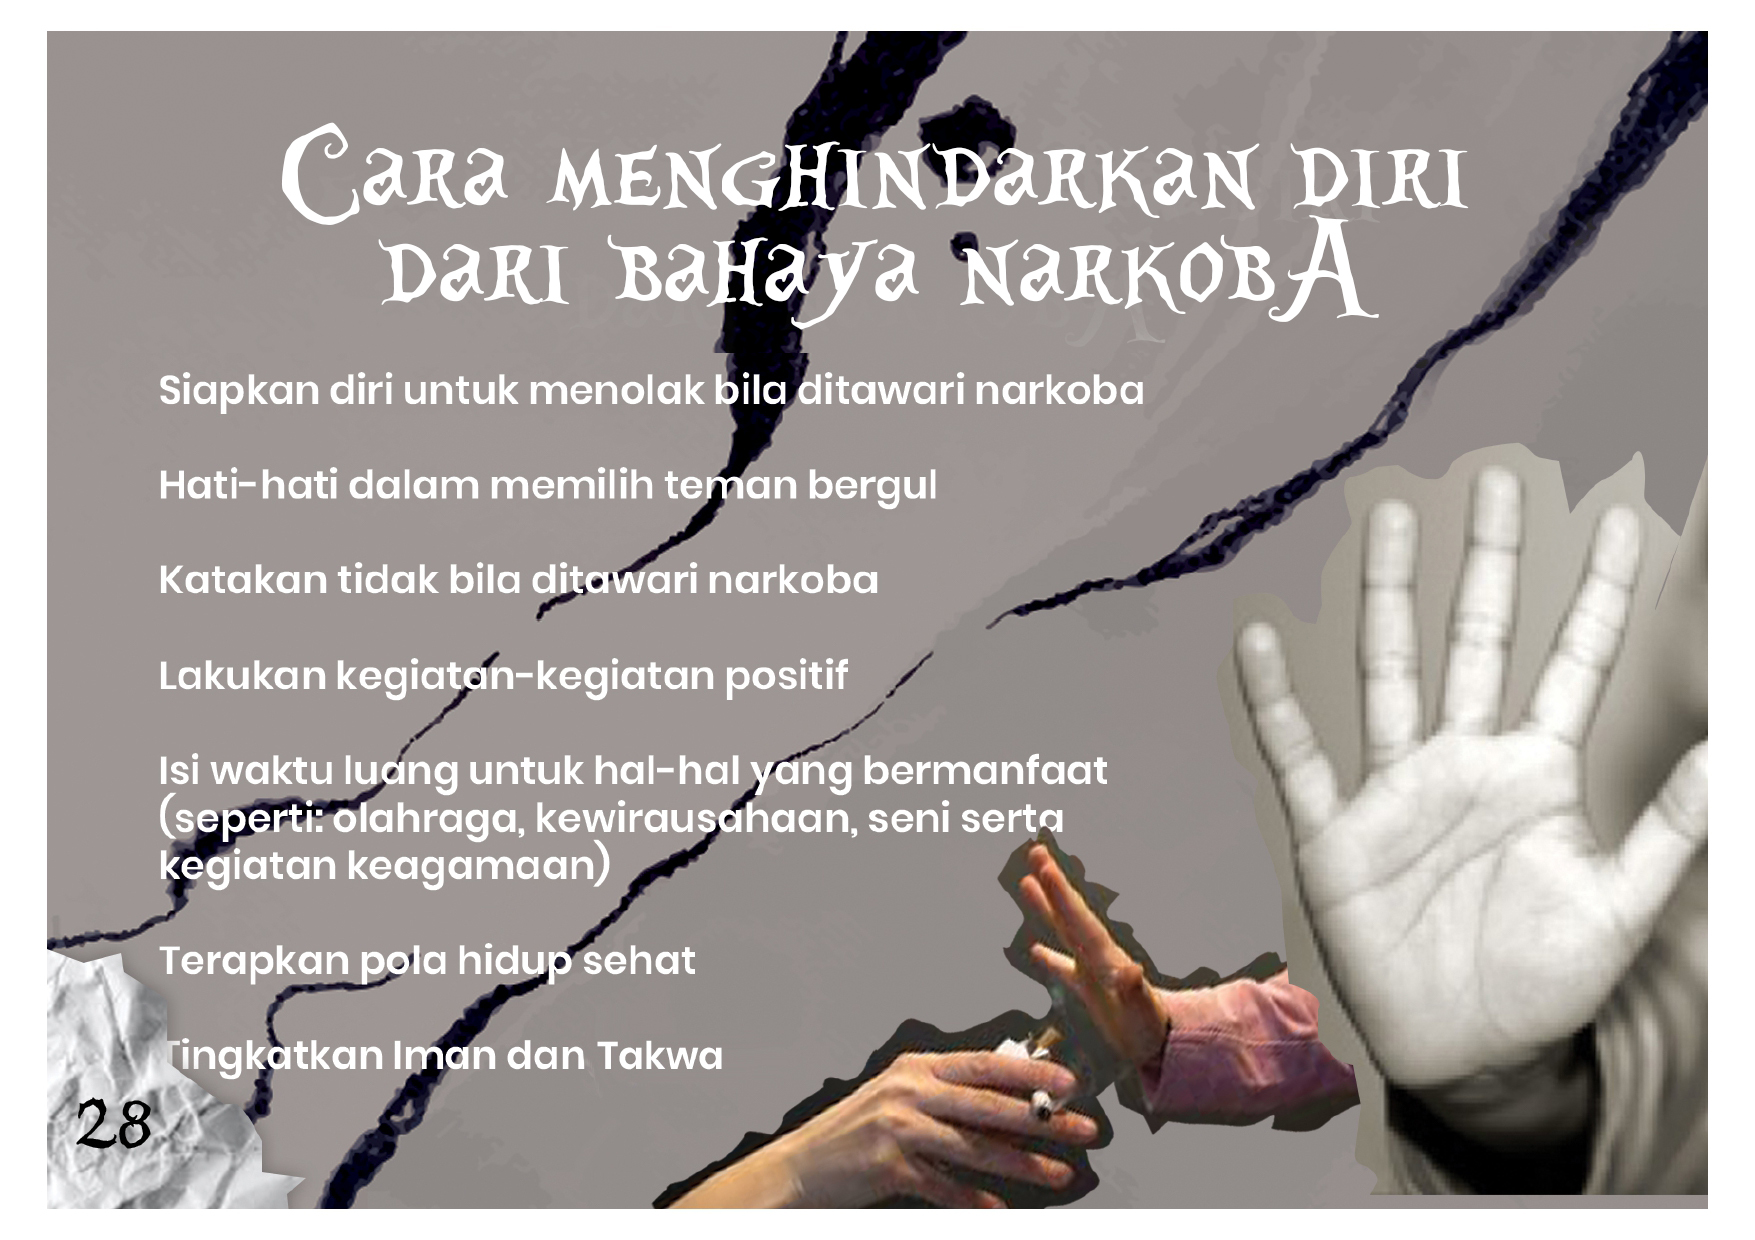 Cara menghindarkan diri
dari bahaya narkobA
Siapkan diri untuk menolak bila ditawari narkoba
Hati-hati dalam memilih teman bergul
Katakan tidak bila ditawari narkoba
Lakukan kegiatan-kegiatan positif
Isi waktu luang untuk hal-hal yang bermanfaat
(seperti: olahraga, kewirausahaan, seni serta
kegiatan keagamaan)
Terapkan pola hidup sehat
Tingkatkan Iman dan Takwa
28